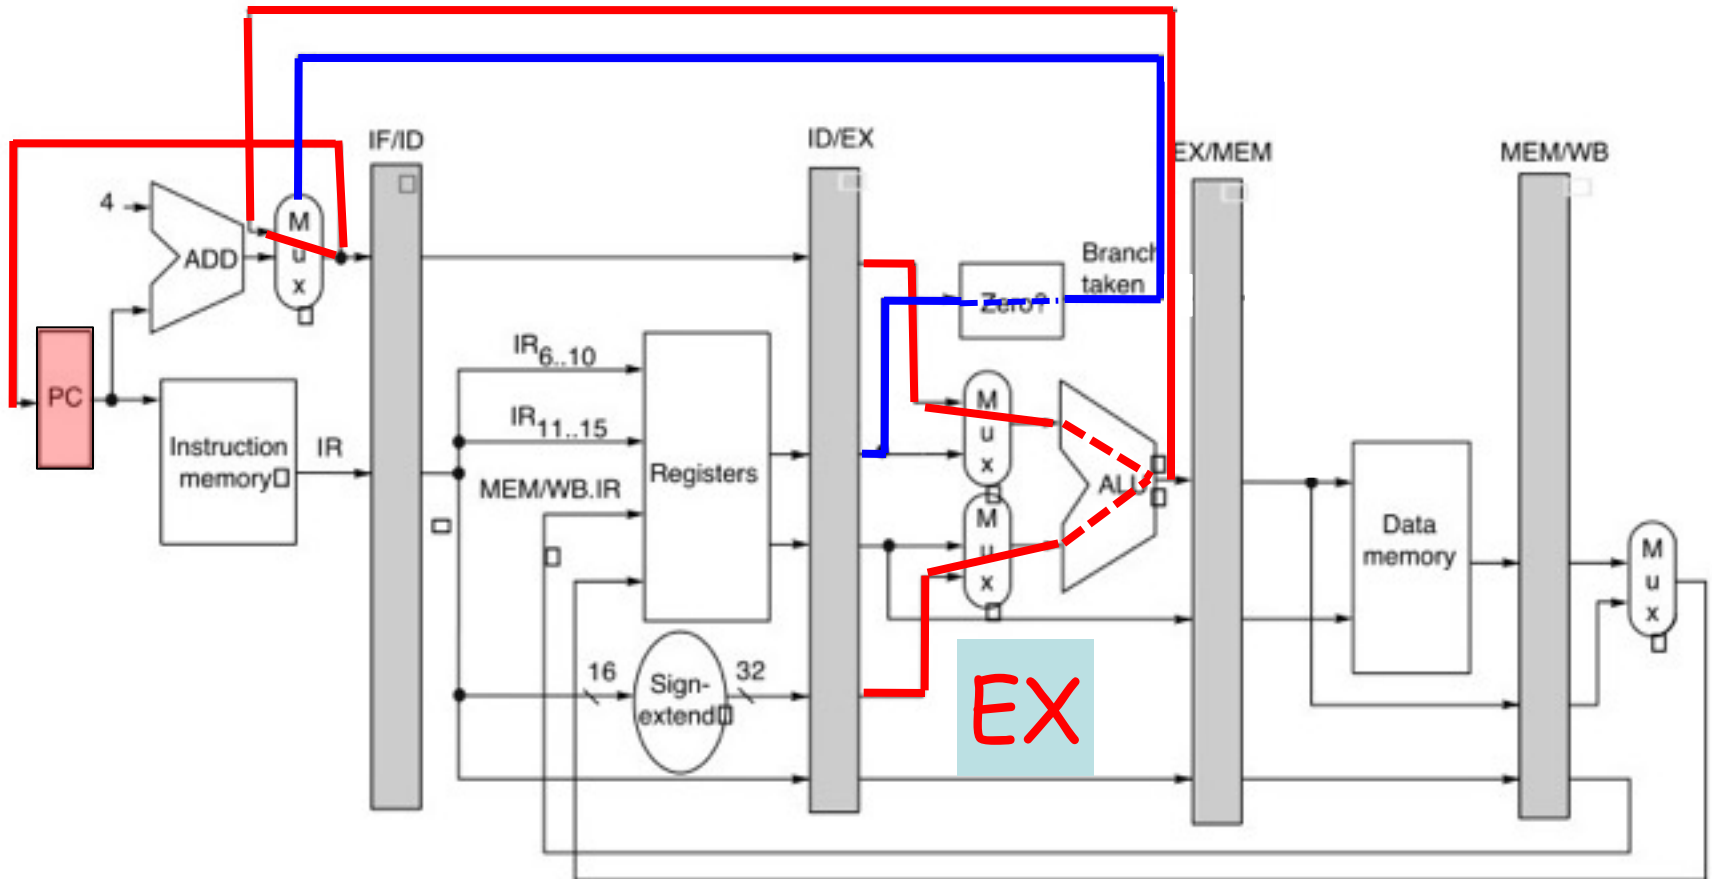 IF/ID
ID/EX
EX/MEM
MEM/WB
4
ADD
M
u
x
Branch
taken
Zero?
PC
IR6..10
IR11..15
Instruction
memory
IR
MEM/WB.IR
Registers
M
u
x
M
u
x
ALU
Data
memory
M
u
x
16
Sign-
extend
32
EX